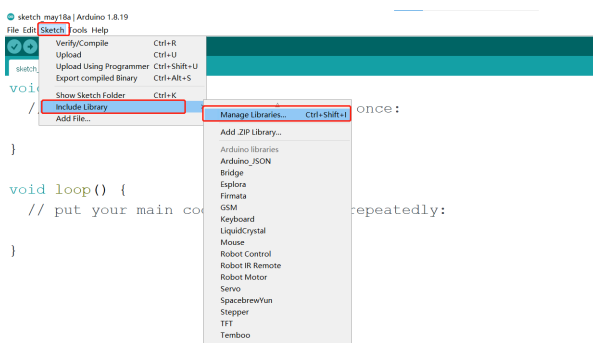 sketch_may18a | Arduino 1.8.19
File Edit Sketch Tools Help
Verify/Compile Ctrl+R
Upload Ctrl+U
Upload Using Programmer Ctrl+Shift+U
Export compiled Binary Ctrl+Alt+S
Show Sketch Folder Ctrl+K
Include Library
Add File...
Manage Libraries... Ctrl+Shift+I
Add .ZIP Library...
Arduino libraries
Arduino_JSON
Bridge
Esplora
Firmata
GSM
Keyboard
LiquidCrystal
Mouse
Robot Control
Robot IR Remote
Robot Motor
Servo
SpacebrewYun
Stepper
TFT
Temboo
sketch_
voi
/ once:
}
void loop() {
// put your main co repeatedly:
}